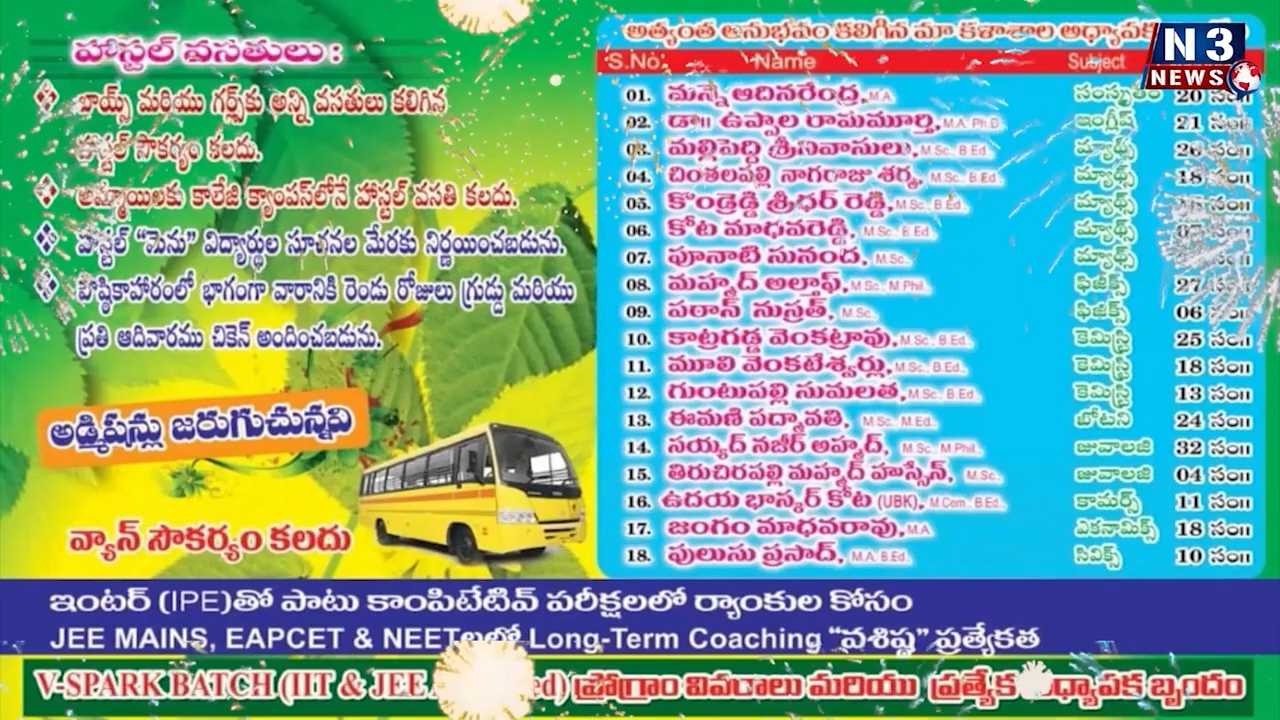 హాస్టల్ వసతులు :
బాయ్స్ మరియు గర్ల్స్‌కు అన్ని వసతులు కలిగిన
హాస్టల్ సౌకర్యం కలదు.
అమ్మాయిలకు కాలేజి క్యాంపస్‌లోనే హాస్టల్ వసతి కలదు.
హాస్టల్ "మెను" విద్యార్థుల సూచనల మేరకు నిర్ణయించబడును.
పౌష్ఠికాహారంలో భాగంగా వారానికి రెండు రోజులు గ్రుడ్డు మరియు
ప్రతి ఆదివారము చికెన్ అందించబడును.
అడ్మిషన్లు జరుగుచున్నవి
వ్యాన్ సౌకర్యం కలదు
అత్యంత అనుభవం కలిగిన మా కళాశాల
S.No. Name Subject
01. మన్నె ఆదినరేంద్ర, M.A సంస్కృతం 20 సం॥
02. డా॥ ఉప్పాల రామమూర్తి, M.A. Ph.D ఇంగ్లీష్ 21 సం॥
03. మల్లిపెద్ది శ్రీనివాసులు, M.Sc., B.Ed. మ్యాథ్స్ 26 సం॥
04. చింతలపల్లి నాగరాజు శర్మ, M.Sc., B.Ed., మ్యాథ్స్ 18 సం॥
05. కొండ్రెడ్డి శ్రీధర్ రెడ్డి, M.Sc., B.Ed., మ్యాథ్స్ సం॥
06. కోట మాధవరెడ్డి, M.Sc., B.Ed. మ్యాథ్స్ సం॥
07. పూనాటి సునంద, M.Sc., మ్యాథ్స్ సం॥
08. మహ్మద్ అల్తాఫ్, M.Sc., M.Phil., ఫిజిక్స్ 27 సం॥
09. పఠాన్ నుస్రత్, M.Sc., ఫిజిక్స్ 06 సం॥
10. కాట్రగడ్డ వెంకట్రావు, M.Sc., B.Ed., కెమిస్ట్రీ 25 సం॥
11. మూలి వెంకటేశ్వర్లు, M.Sc., B.Ed., కెమిస్ట్రీ 18 సం॥
12. గుంటుపల్లి సుమలత, M.Sc., B.Ed., కెమిస్ట్రీ 13 సం॥
13. ఈమణి పద్మావతి, M.Sc., M.Ed., బోటని 24 సం॥
14. సయ్యద్ నజీర్ అహ్మద్, M.Sc., M.Phil., జువాలజి 32 సం॥
15. తిరుచిరపల్లి మహ్మద్ హుస్సేన్, M.Sc., జువాలజి 04 సం॥
16. ఉదయ భాస్కర్ కోట (UBK), M.Com., B.Ed., కామర్స్ 11 సం॥
17. జంగం మాధవరావు, M.A. ఎకనామిక్స్ 18 సం॥
18. పులుసు ప్రసాద్, M.A. B.Ed., సివిక్స్ 10 సం॥
N3
NEWS
ఇంటర్ (IPE)తో పాటు కాంపిటేటివ్ పరీక్షలలో ర్యాంకుల కోసం
JEE MAINS, EAPCET & NEETలలో Long-Term Coaching "వశిష్ట" ప్రత్యేకత
V-SPARK BATCH (IIT & JEE ప్రోగ్రాం వివరాలు మరియు ప్రత్యేక బృందం